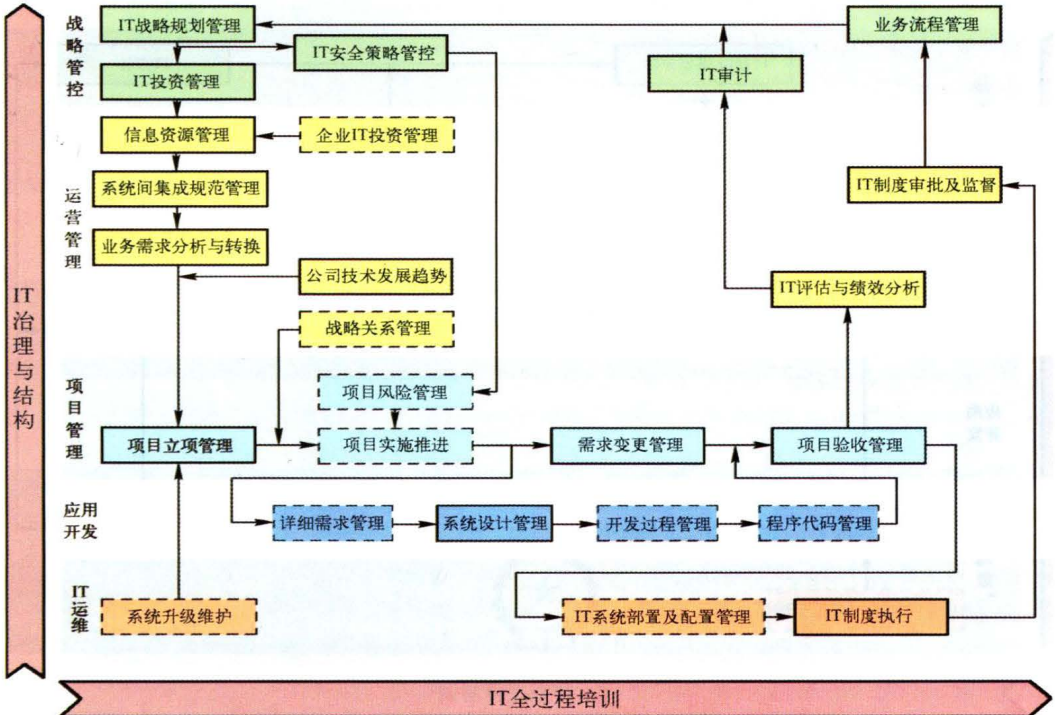 战略管控
IT战略规划管理
业务流程管理
IT安全策略管控
IT审计
IT投资管理
信息资源管理
企业IT投资管理
运营管理
系统间集成规范管理
IT制度审批及监督
业务需求分析与转换
公司技术发展趋势
IT评估与绩效分析
战略关系管理
IT治理与结构
项目管理
项目风险管理
项目立项管理
项目实施推进
需求变更管理
项目验收管理
应用
开发
详细需求管理
系统设计管理
开发过程管理
程序代码管理
IT运维
系统升级维护
IT系统部置及配置管理
IT制度执行
IT全过程培训